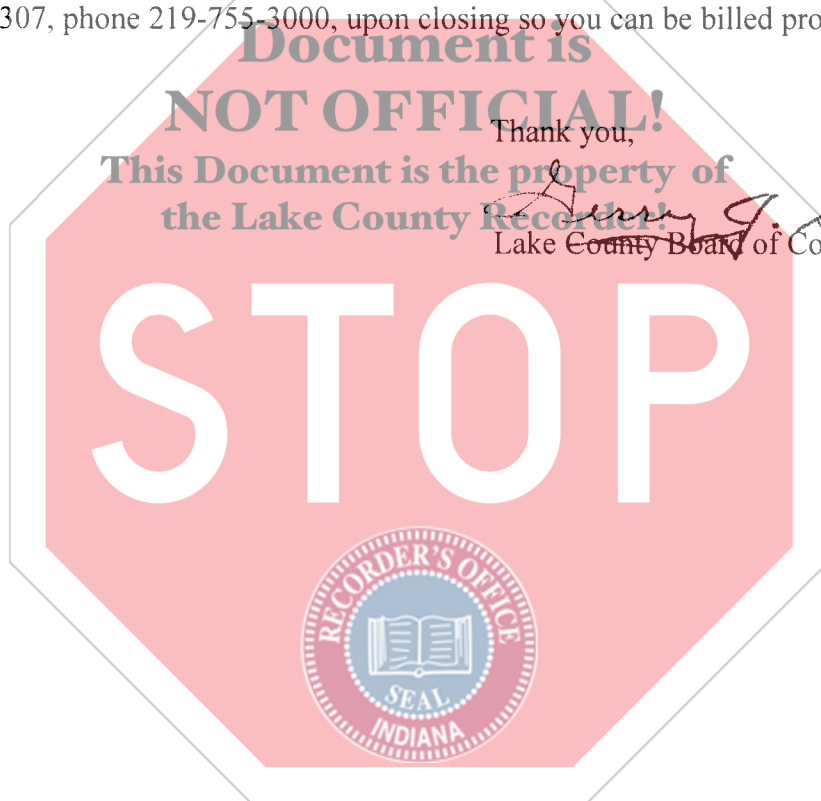 307, phone 219-755-3000, upon closing so you can be billed pro
Document is
NOT OFFICIAL!
Thank you,
This Document is the property of
the Lake County Recorder!
Lake County Board of Co
STOP
RECORDER'S OFFICE
SEAL
INDIANA